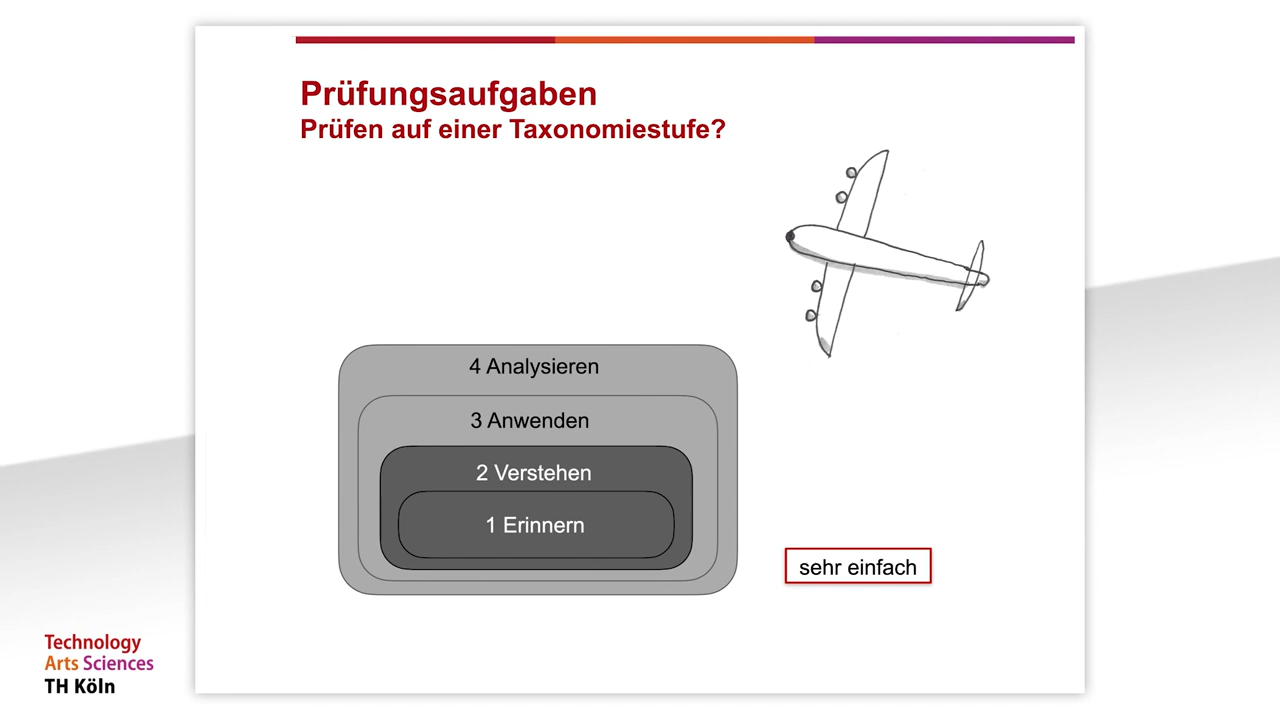 Prüfungsaufgaben
Prüfen auf einer Taxonomiestufe?
4 Analysieren
3 Anwenden
2 Verstehen
1 Erinnern
sehr einfach
Technology
Arts Sciences
TH Köln